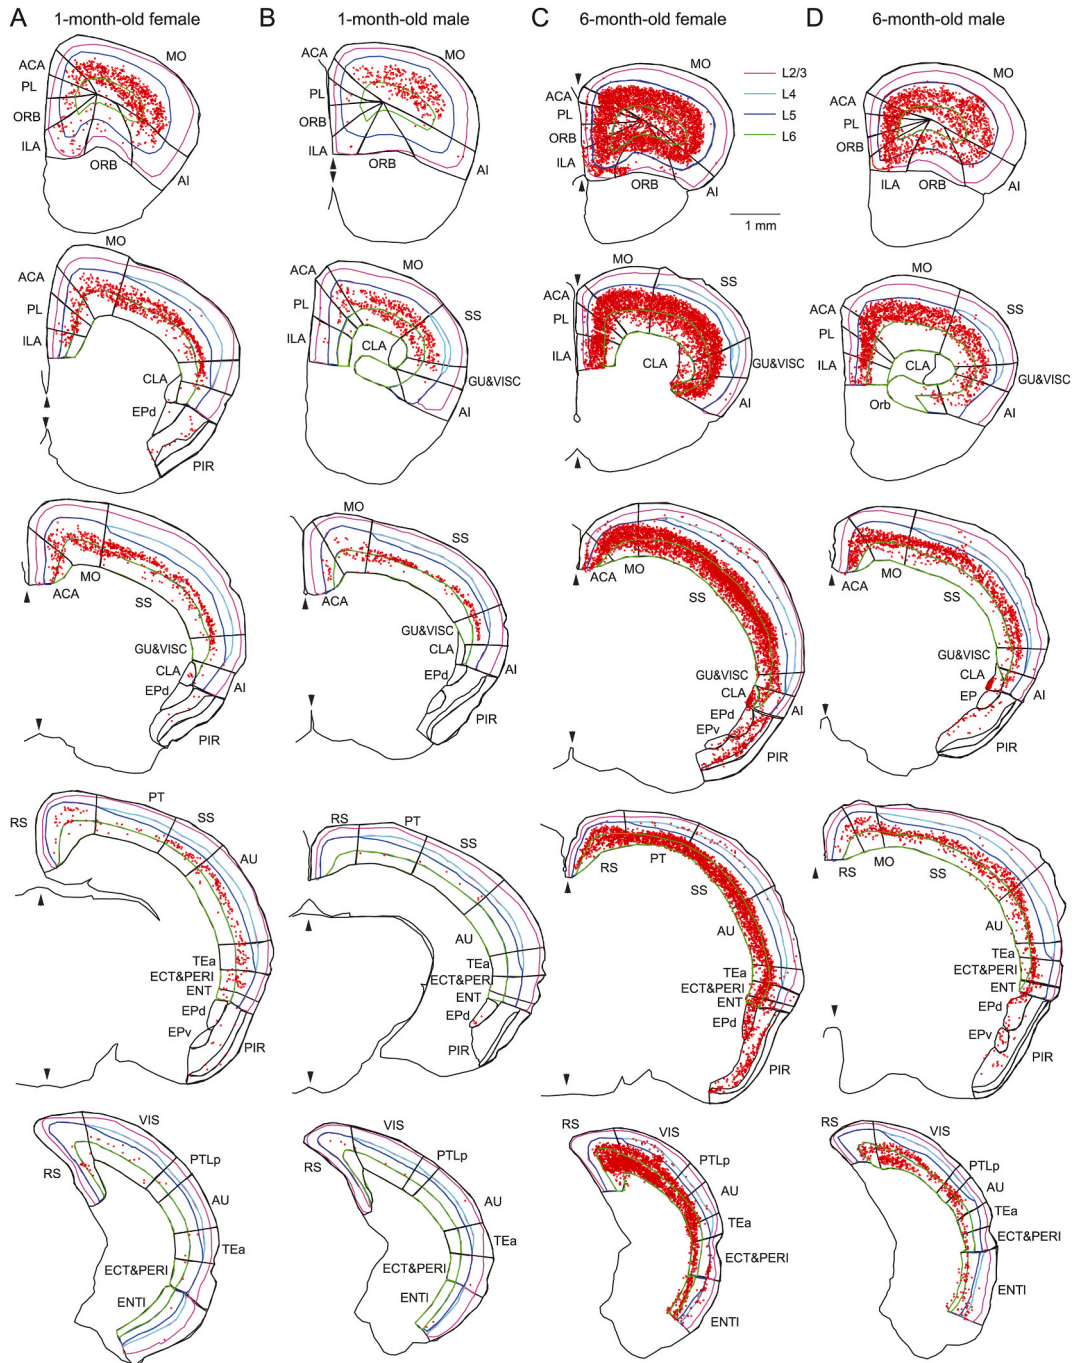 A 1-month-old female
B 1-month-old male
C 6-month-old female
D 6-month-old male
MO
ACA
PL
ORB
ILA
ORB
AI
MO
ACA
PL
ORB
ILA
ORB
AI
MO
ACA
PL
ORB
ILA
ORB
AI
L2/3
L4
L5
L6
1 mm
MO
ACA
PL
ORB
ILA
ORB
AI
MO
ACA
PL
ILA
CLA
EPd
PIR
MO
ACA
PL
ILA
SS
CLA
GU&VISC
AI
MO
SS
ACA
PL
ILA
CLA
GU&VISC
AI
MO
ACA
PL
ILA
SS
CLA
GU&VISC
Orb
AI
ACA
MO
SS
GU&VISC
CLA
EPd
AI
PIR
MO
SS
ACA
GU&VISC
CLA
EPd
AI
PIR
ACA
MO
SS
GU&VISC
CLA
EPd
EPv
AI
PIR
ACA
MO
SS
GU&VISC
CLA
EP
AI
PIR
RS
PT
SS
AU
TEa
ECT&PERI
ENT
EPd
EPv
PIR
RS
PT
SS
AU
TEa
ECT&PERI
ENT
EPd
PIR
RS
PT
SS
AU
TEa
ECT&PERI
ENT
EPd
PIR
RS
MO
SS
AU
TEa
ECT&PERI
ENT
EPd
EPv
PIR
VIS
RS
PTLp
AU
TEa
ECT&PERI
ENTl
VIS
RS
PTLp
AU
TEa
ECT&PERI
ENTl
RS
VIS
PTLp
AU
TEa
ECT&PERI
ENTl
RS
VIS
PTLp
AU
TEa
ECT&PERI
ENTl